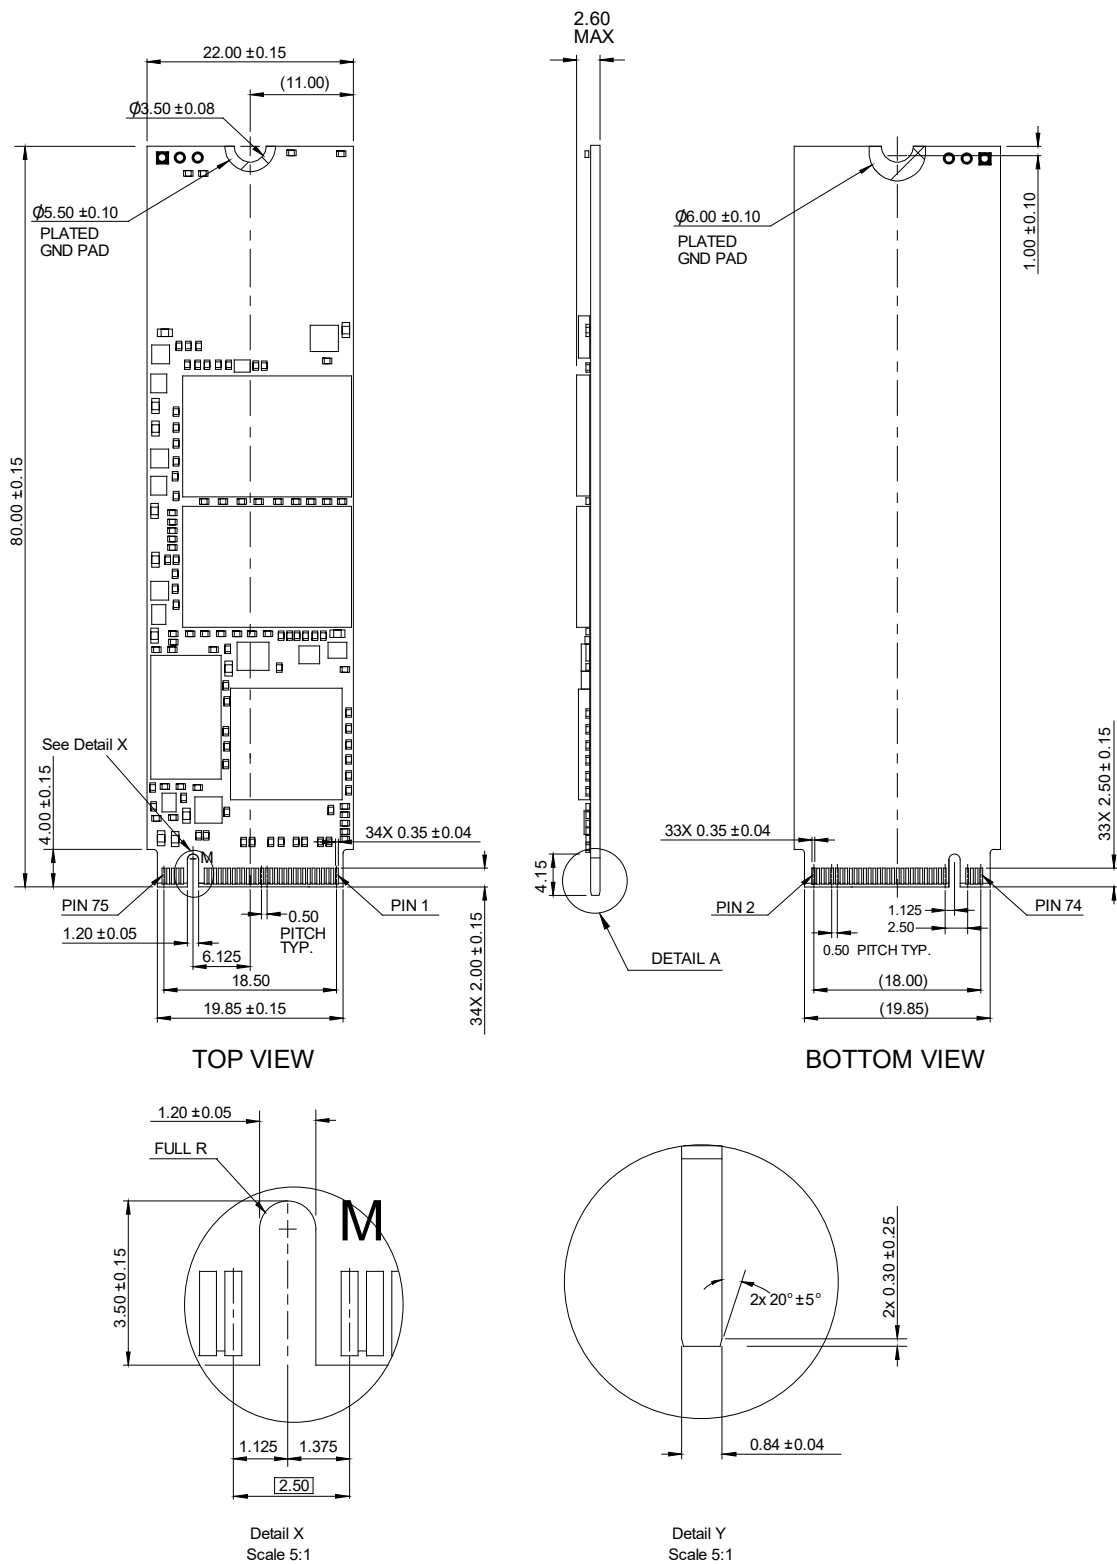 2.60
MAX
22.00 ±0.15
(11.00)
Ø3.50 ±0.08
Ø5.50 ±0.10
PLATED
GND PAD
Ø6.00 ±0.10
PLATED
GND PAD
1.00 ±0.10
80.00 ±0.15
See Detail X
4.00 ±0.15
34X 0.35 ±0.04
M
PIN 75
PIN 1
0.50
PITCH
TYP.
1.20 ±0.05
6.125
18.50
19.85 ±0.15
34X 2.00 ±0.15
TOP VIEW
4.15
DETAIL A
33X 0.35 ±0.04
33X 2.50 ±0.15
PIN 2
PIN 74
1.125
2.50
0.50 PITCH TYP.
(18.00)
(19.85)
BOTTOM VIEW
1.20 ±0.05
FULL R
M
3.50 ±0.15
1.125
1.375
2.50
Detail X
Scale 5:1
2x 20° ±5°
2x 0.30 ±0.25
0.84 ±0.04
Detail Y
Scale 5:1